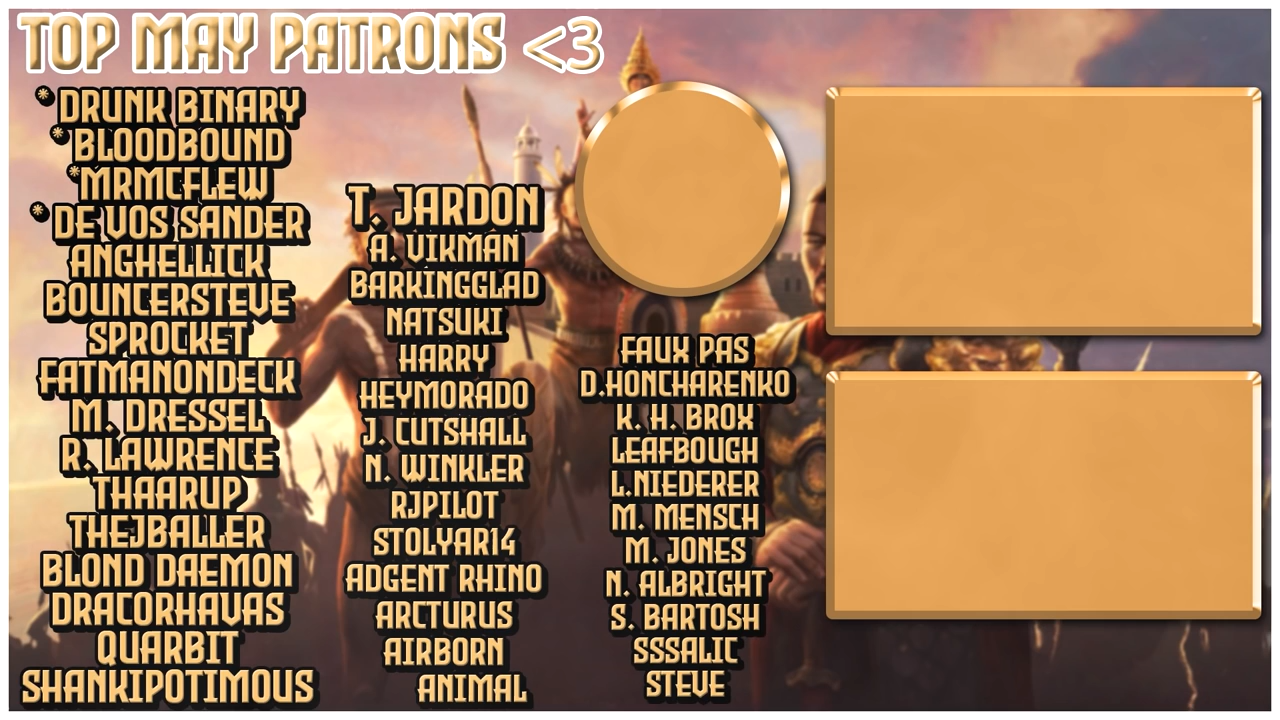 TOP MAY PATRONS <3
*DRUNK BINARY
*BLOODBOUND
*MRMCFLEW
*DE VOS SANDER
ANGHELLICK
BOUNCERSTEVE
SPROCKET
FATMANONDECK
M. DRESSEL
R. LAWRENCE
THAARUP
THEJBALLER
BLOND DAEMON
DRACORHAVAS
QUARBIT
SHANKIPOTIMOUS
T. JARDON
A. VIKMAN
BARKINGGLAD
NATSUKI
HARRY
HEYMORADO
J. CUTSHALL
N. WINKLER
RJPILOT
STOLYAR14
ADGENT RHINO
ARCTURUS
AIRBORN
ANIMAL
FAUX PAS
D.HONCHARENKO
K. H. BROX
LEAFBOUGH
L.NIEDERER
M. MENSCH
M. JONES
N. ALBRIGHT
S. BARTOSH
SSSALIC
STEVE